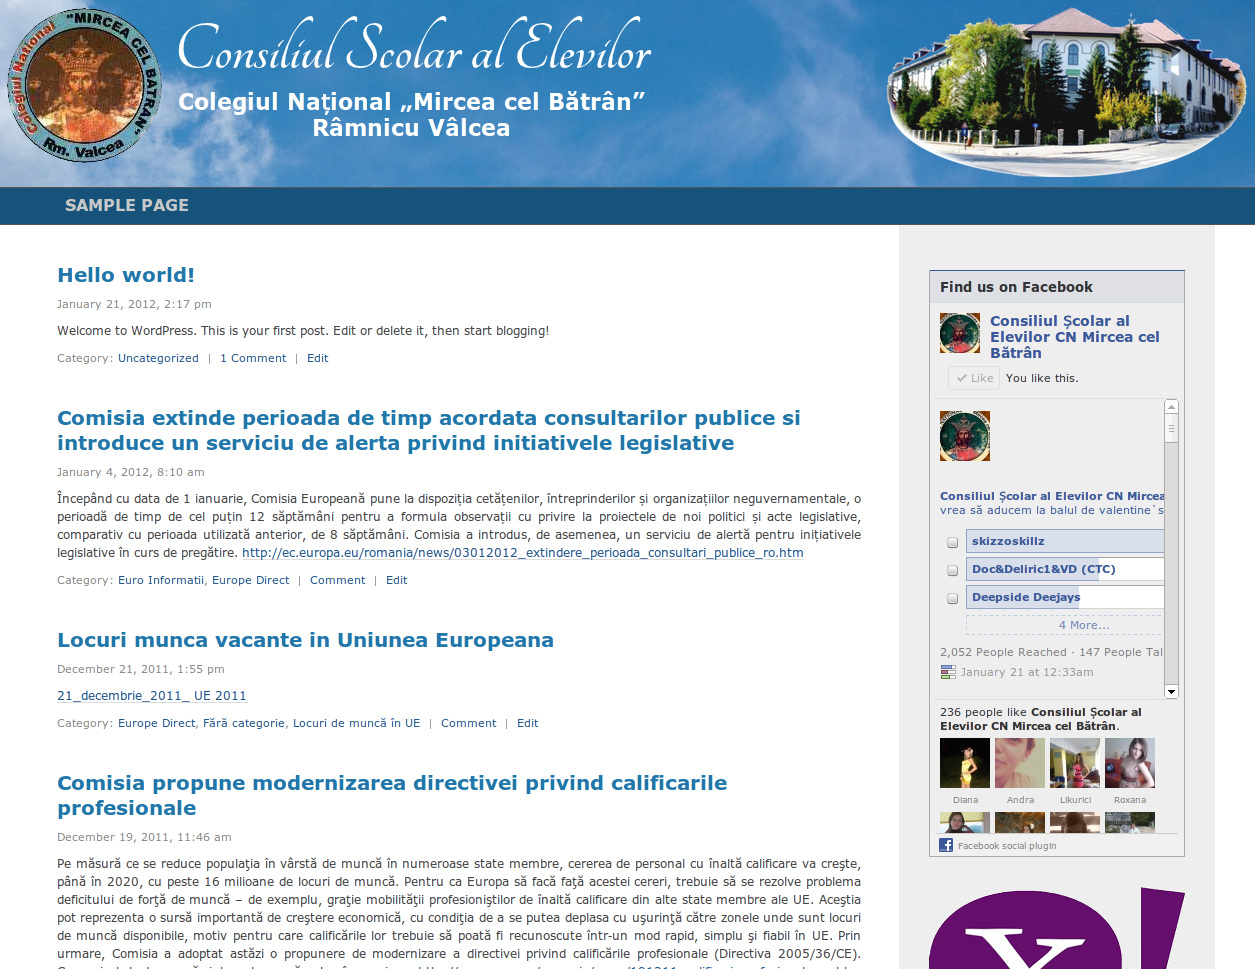 Colegiul Național "MIRCEA CEL BATRAN"
Rm. Valcea
Consiliul Școlar al Elevilor
Colegiul Național „Mircea cel Bătrân”
Râmnicu Vâlcea
SAMPLE PAGE
Hello world!
January 21, 2012, 2:17 pm
Welcome to WordPress. This is your first post. Edit or delete it, then start blogging!
Category: Uncategorized | 1 Comment | Edit
Comisia extinde perioada de timp acordata consultarilor publice si
introduce un serviciu de alerta privind initiativele legislative
January 4, 2012, 8:10 am
Începând cu data de 1 ianuarie, Comisia Europeană pune la dispoziția cetățenilor, întreprinderilor și organizațiilor neguvernamentale, o
perioadă de timp de cel puțin 12 săptămâni pentru a formula observații cu privire la proiectele de noi politici și acte legislative,
comparativ cu perioada utilizată anterior, de 8 săptămâni. Comisia a introdus, de asemenea, un serviciu de alertă pentru inițiativele
legislative în curs de pregătire. http://ec.europa.eu/romania/news/03012012_extindere_perioada_consultari_publice_ro.htm
Category: Euro Informatii, Europe Direct | Comment | Edit
Locuri munca vacante in Uniunea Europeana
December 21, 2011, 1:55 pm
21_decembrie_2011_ UE 2011
Category: Europe Direct, Fără categorie, Locuri de muncă în UE | Comment | Edit
Comisia propune modernizarea directivei privind calificarile
profesionale
December 19, 2011, 11:46 am
Pe măsură ce se reduce populaţia în vârstă de muncă în numeroase state membre, cererea de personal cu înaltă calificare va creşte,
până în 2020, cu peste 16 milioane de locuri de muncă. Pentru ca Europa să facă faţă acestei cereri, trebuie să se rezolve problema
deficitului de forţă de muncă – de exemplu, graţie mobilităţii profesioniştilor de înaltă calificare din alte state membre ale UE. Aceştia
pot reprezenta o sursă importantă de creştere economică, cu condiţia de a se putea deplasa cu uşurinţă către zonele unde sunt locuri
de muncă disponibile, motiv pentru care calificările lor trebuie să poată fi recunoscute într-un mod rapid, simplu şi fiabil în UE. Prin
urmare, Comisia a adoptat astăzi o propunere de modernizare a directivei privind calificările profesionale (Directiva 2005/36/CE).
Find us on Facebook
Consiliul Școlar al
Elevilor CN Mircea cel
Bătrân
Like You like this.
Consiliul Școlar al Elevilor CN Mircea
vrea să aducem la balul de valentine`s
skizzoskillz
Doc&Deliric1&VD (CTC)
Deepside Deejays
4 More...
2,052 People Reached · 147 People Tal
January 21 at 12:33am
236 people like Consiliul Școlar al
Elevilor CN Mircea cel Bătrân.
Diana Andra Likurici Roxana
Facebook social plugin